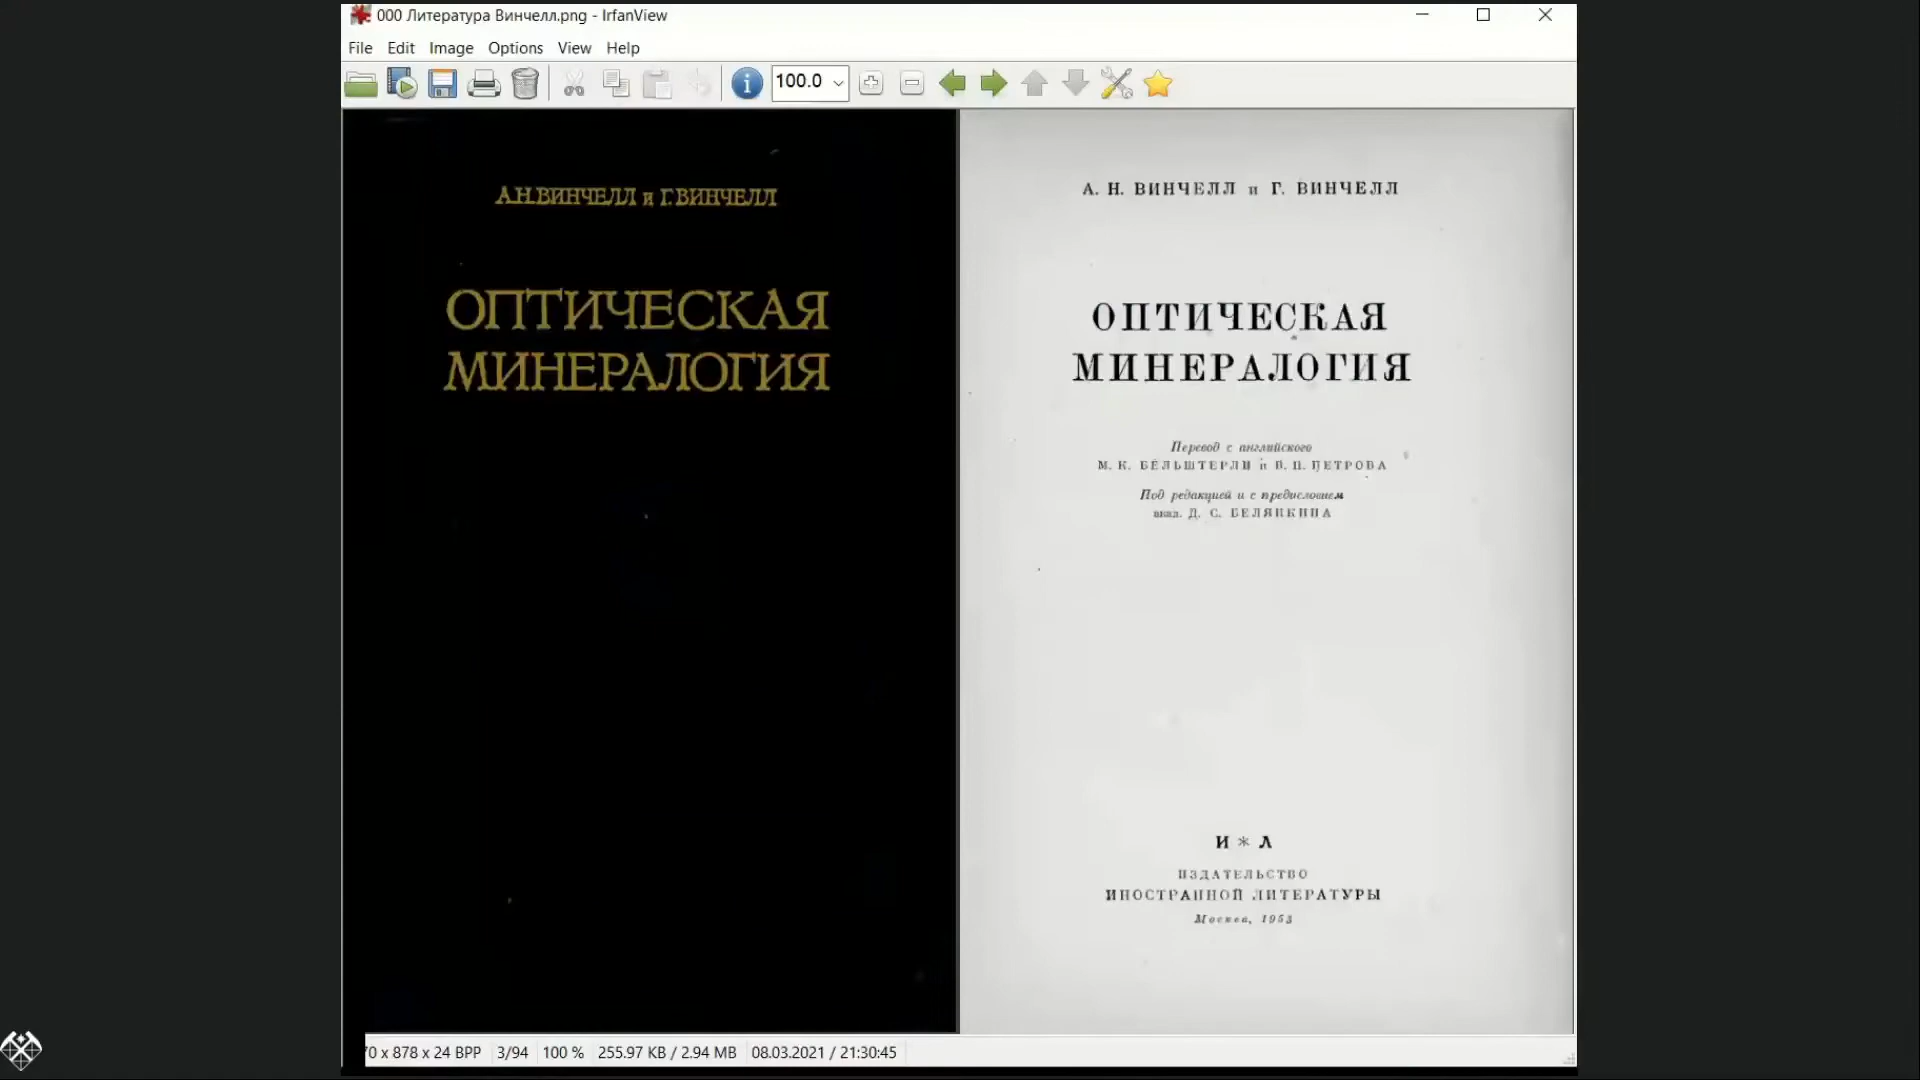 000 Литература Винчелл.png - IrfanView
File Edit Image Options View Help
100.0
А.Н.ВИНЧЕЛЛ и Г.ВИНЧЕЛЛ
ОПТИЧЕСКАЯ
МИНЕРАЛОГИЯ
А. Н. ВИНЧЕЛЛ и Г. ВИНЧЕЛЛ
ОПТИЧЕСКАЯ
МИНЕРАЛОГИЯ
Перевод с английского
М. К. БЕЛЬШТЕРЛИ и В. П. ПЕТРОВА
Под редакцией и с предисловием
акад. Д. С. БЕЛЯНКИНА
И * Л
ИЗДАТЕЛЬСТВО
ИНОСТРАННОЙ ЛИТЕРАТУРЫ
Москва, 1953
70 x 878 x 24 BPP 3/94 100 % 255.97 KB / 2.94 MB 08.03.2021 / 21:30:45